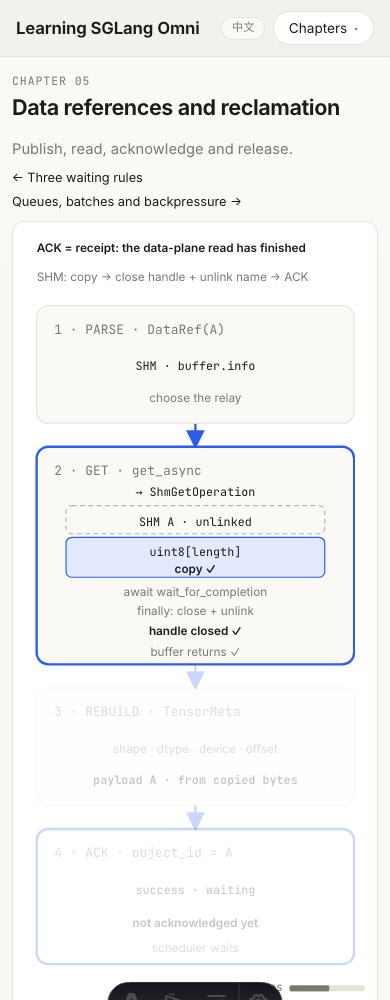 Learning SGLang Omni
中文
Chapters
CHAPTER 05
Data references and reclamation
Publish, read, acknowledge and release.
← Three waiting rules
Queues, batches and backpressure →
ACK = receipt: the data-plane read has finished
SHM: copy → close handle + unlink name → ACK
1 · PARSE · DataRef(A)
SHM · buffer.info
choose the relay
2 · GET · get_async
→ ShmGetOperation
SHM A · unlinked
uint8[length]
copy ✓
await wait_for_completion
finally: close + unlink
handle closed ✓
buffer returns ✓
3 · REBUILD · TensorMeta
shape · dtype · device · offset
payload A · from copied bytes
4 · ACK · object_id = A
success · waiting
not acknowledged yet
scheduler waits